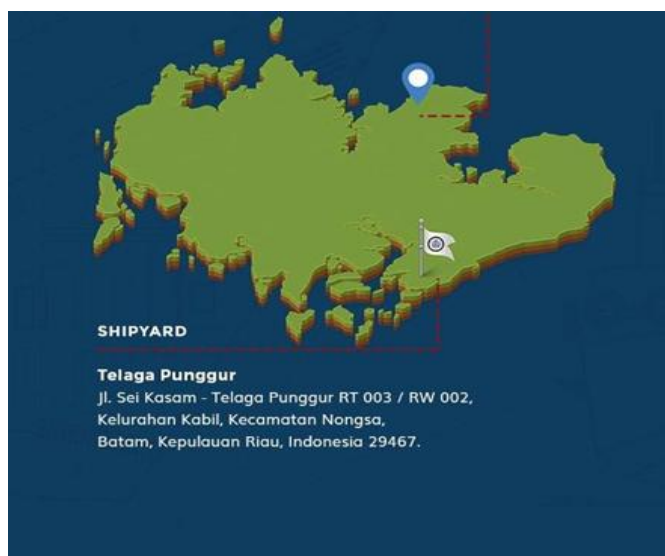 SHIPYARD
Telaga Punggur
Jl. Sei Kasam - Telaga Punggur RT 003 / RW 002,
Kelurahan Kabil, Kecamatan Nongsa,
Batam, Kepulauan Riau, Indonesia 29467.